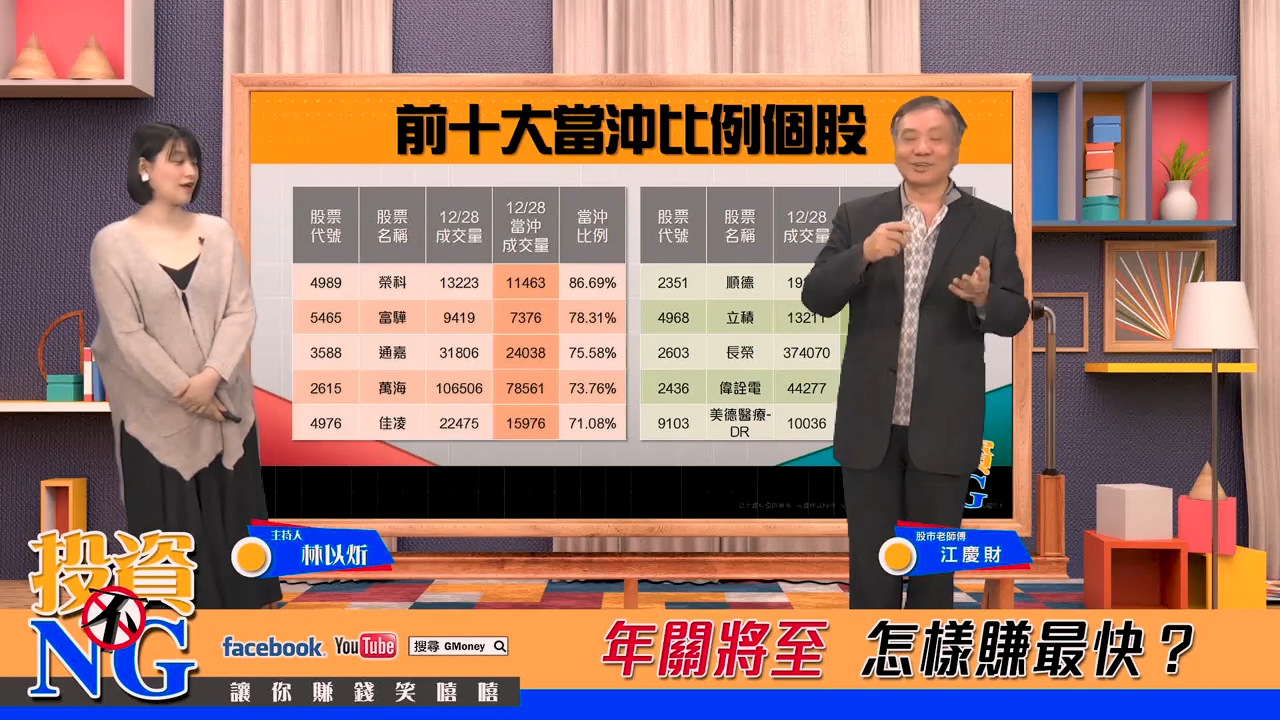 前十大當沖比例個股
股票代號 股票名稱 12/28成交量 12/28當沖成交量 當沖比例
4989 榮科 13223 11463 86.69%
5465 富驊 9419 7376 78.31%
3588 通嘉 31806 24038 75.58%
2615 萬海 106506 78561 73.76%
4976 佳凌 22475 15976 71.08%
股票代號 股票名稱 12/28成交量
2351 順德
4968 立積 13211
2603 長榮 374070
2436 偉詮電 44277
9103 美德醫療-DR 10036
主持人
林以炘
股市老師傅
江慶財
投資
不
NG
facebook. YouTube 搜尋 GMoney
讓你賺錢笑嘻嘻
年關將至 怎樣賺最快？